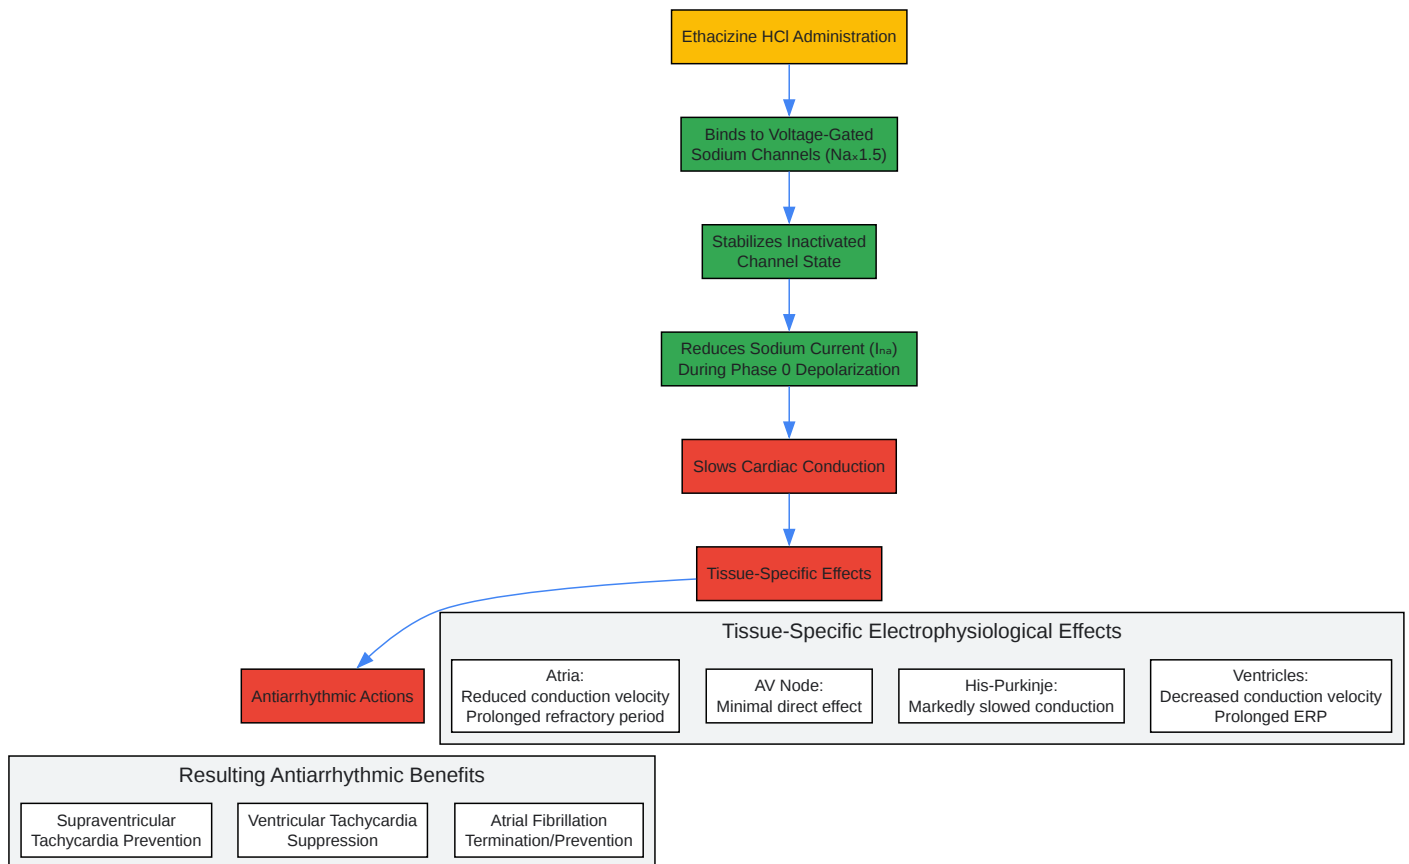 Ethacizine HCl Administration
Binds to Voltage-Gated
Sodium Channels (Naₓ1.5)
Stabilizes Inactivated
Channel State
Reduces Sodium Current (Iₙₐ)
During Phase 0 Depolarization
Slows Cardiac Conduction
Tissue-Specific Effects
Antiarrhythmic Actions
Tissue-Specific Electrophysiological Effects
Atria:
Reduced conduction velocity
Prolonged refractory period
AV Node:
Minimal direct effect
His-Purkinje:
Markedly slowed conduction
Ventricles:
Decreased conduction velocity
Prolonged ERP
Resulting Antiarrhythmic Benefits
Supraventricular
Tachycardia Prevention
Ventricular Tachycardia
Suppression
Atrial Fibrillation
Termination/Prevention